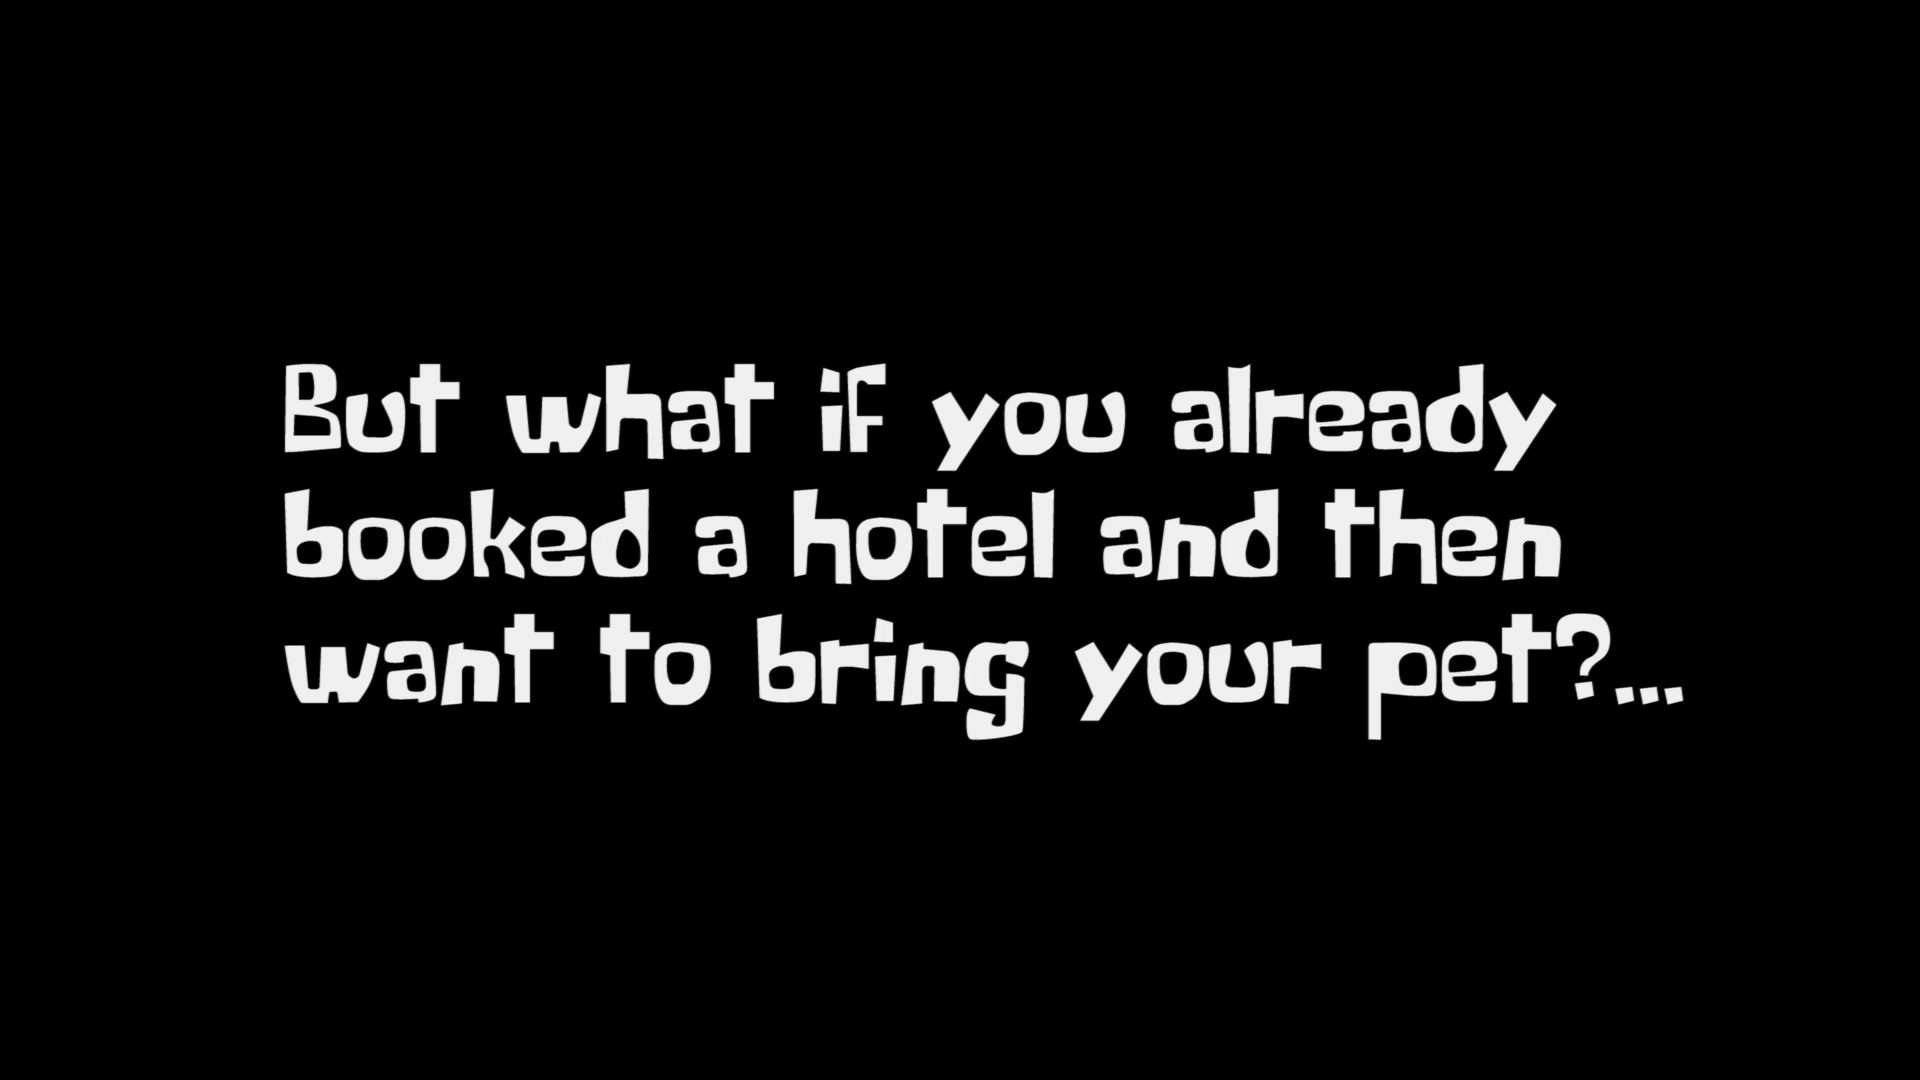 But what if you already
booked a hotel and then
want to bring your pet?...